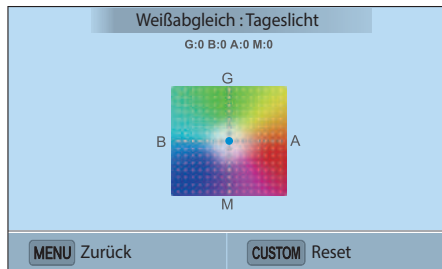 Weißabgleich : Tageslicht
G:0 B:0 A:0 M:0
G
B A
M
MENU Zurück CUSTOM Reset